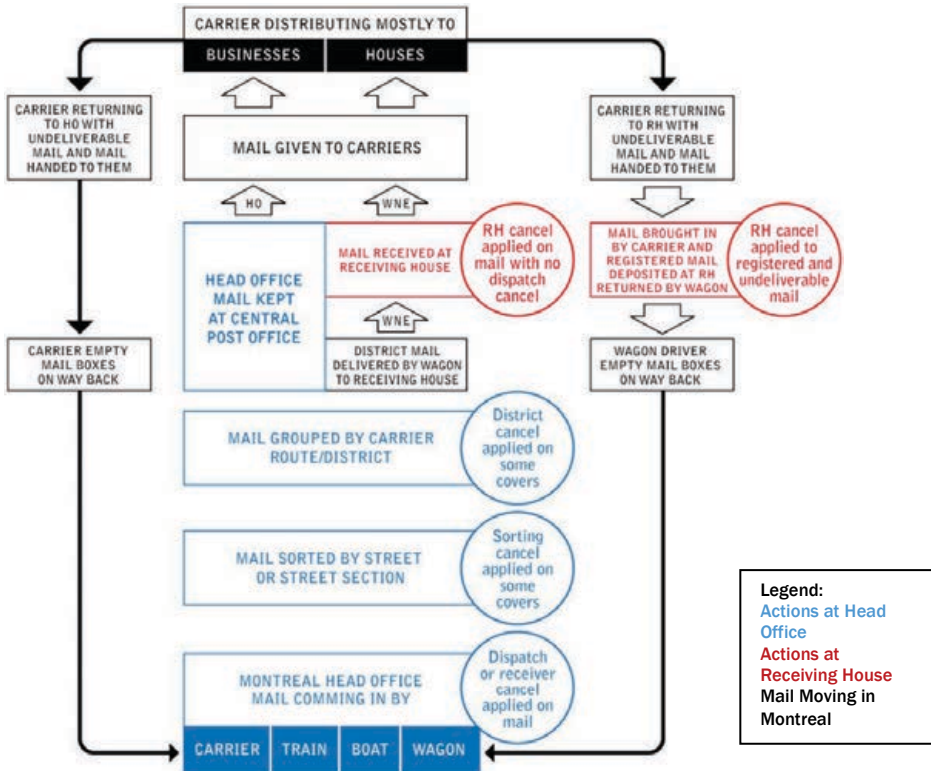 CARRIER DISTRIBUTING MOSTLY TO
BUSINESSES
HOUSES
CARRIER RETURNING
TO HO WITH
UNDELIVERABLE
MAIL AND MAIL
HANDED TO THEM
MAIL GIVEN TO CARRIERS
CARRIER RETURNING
TO RH WITH
UNDELIVERABLE
MAIL AND MAIL
HANDED TO THEM
HO
WNE
HEAD OFFICE
MAIL KEPT
AT CENTRAL
POST OFFICE
MAIL RECEIVED AT
RECEIVING HOUSE
RH cancel
applied on
mail with no
dispatch
cancel
MAIL BROUGHT IN
BY CARRIER AND
REGISTERED MAIL
DEPOSITED AT RH
RETURNED BY WAGON
RH cancel
applied to
registered and
undeliverable
mail
WNE
CARRIER EMPTY
MAIL BOXES
ON WAY BACK
DISTRICT MAIL
DELIVERED BY WAGON
TO RECEIVING HOUSE
WAGON DRIVER
EMPTY MAIL BOXES
ON WAY BACK
MAIL GROUPED BY CARRIER
ROUTE/DISTRICT
District
cancel
applied on
some
covers
MAIL SORTED BY STREET
OR STREET SECTION
Sorting
cancel
applied on
some
covers
MONTREAL HEAD OFFICE
MAIL COMMING IN BY
Dispatch
or receiver
cancel
applied on
mail
CARRIER
TRAIN
BOAT
WAGON
Legend:
Actions at Head
Office
Actions at
Receiving House
Mail Moving in
Montreal